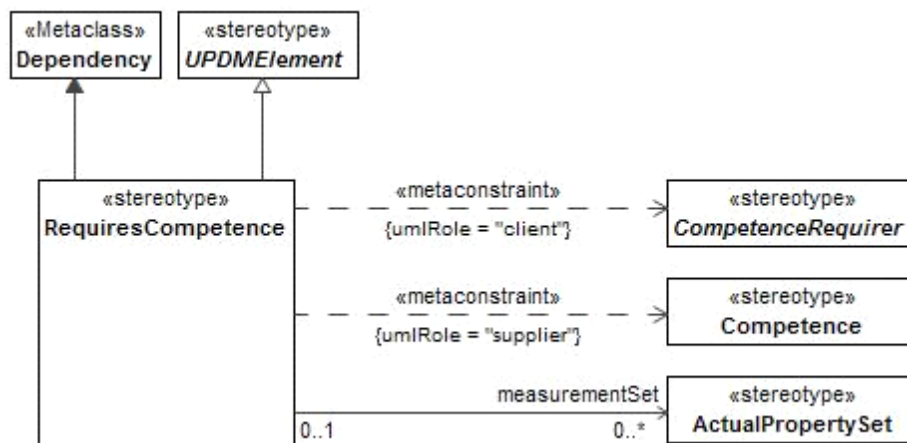 «Metaclass»
Dependency
«stereotype»
UPDMElement
«stereotype»
RequiresCompetence
«metaconstraint»
{umlRole = "client"}
«stereotype»
CompetenceRequirer
«metaconstraint»
{umlRole = "supplier"}
«stereotype»
Competence
measurementSet
0..1
0..*
«stereotype»
ActualPropertySet